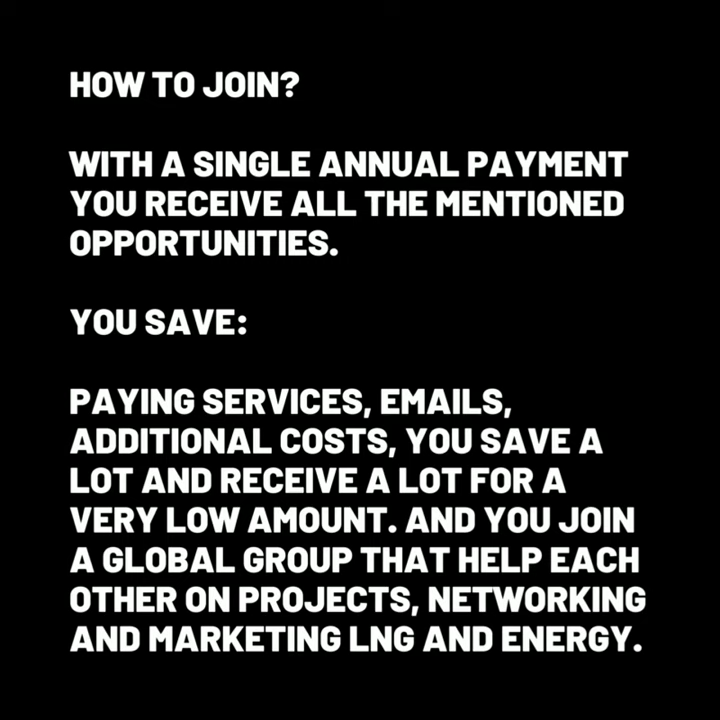 HOW TO JOIN?
WITH A SINGLE ANNUAL PAYMENT
YOU RECEIVE ALL THE MENTIONED
OPPORTUNITIES.
YOU SAVE:
PAYING SERVICES, EMAILS,
ADDITIONAL COSTS, YOU SAVE A
LOT AND RECEIVE A LOT FOR A
VERY LOW AMOUNT. AND YOU JOIN
A GLOBAL GROUP THAT HELP EACH
OTHER ON PROJECTS, NETWORKING
AND MARKETING LNG AND ENERGY.